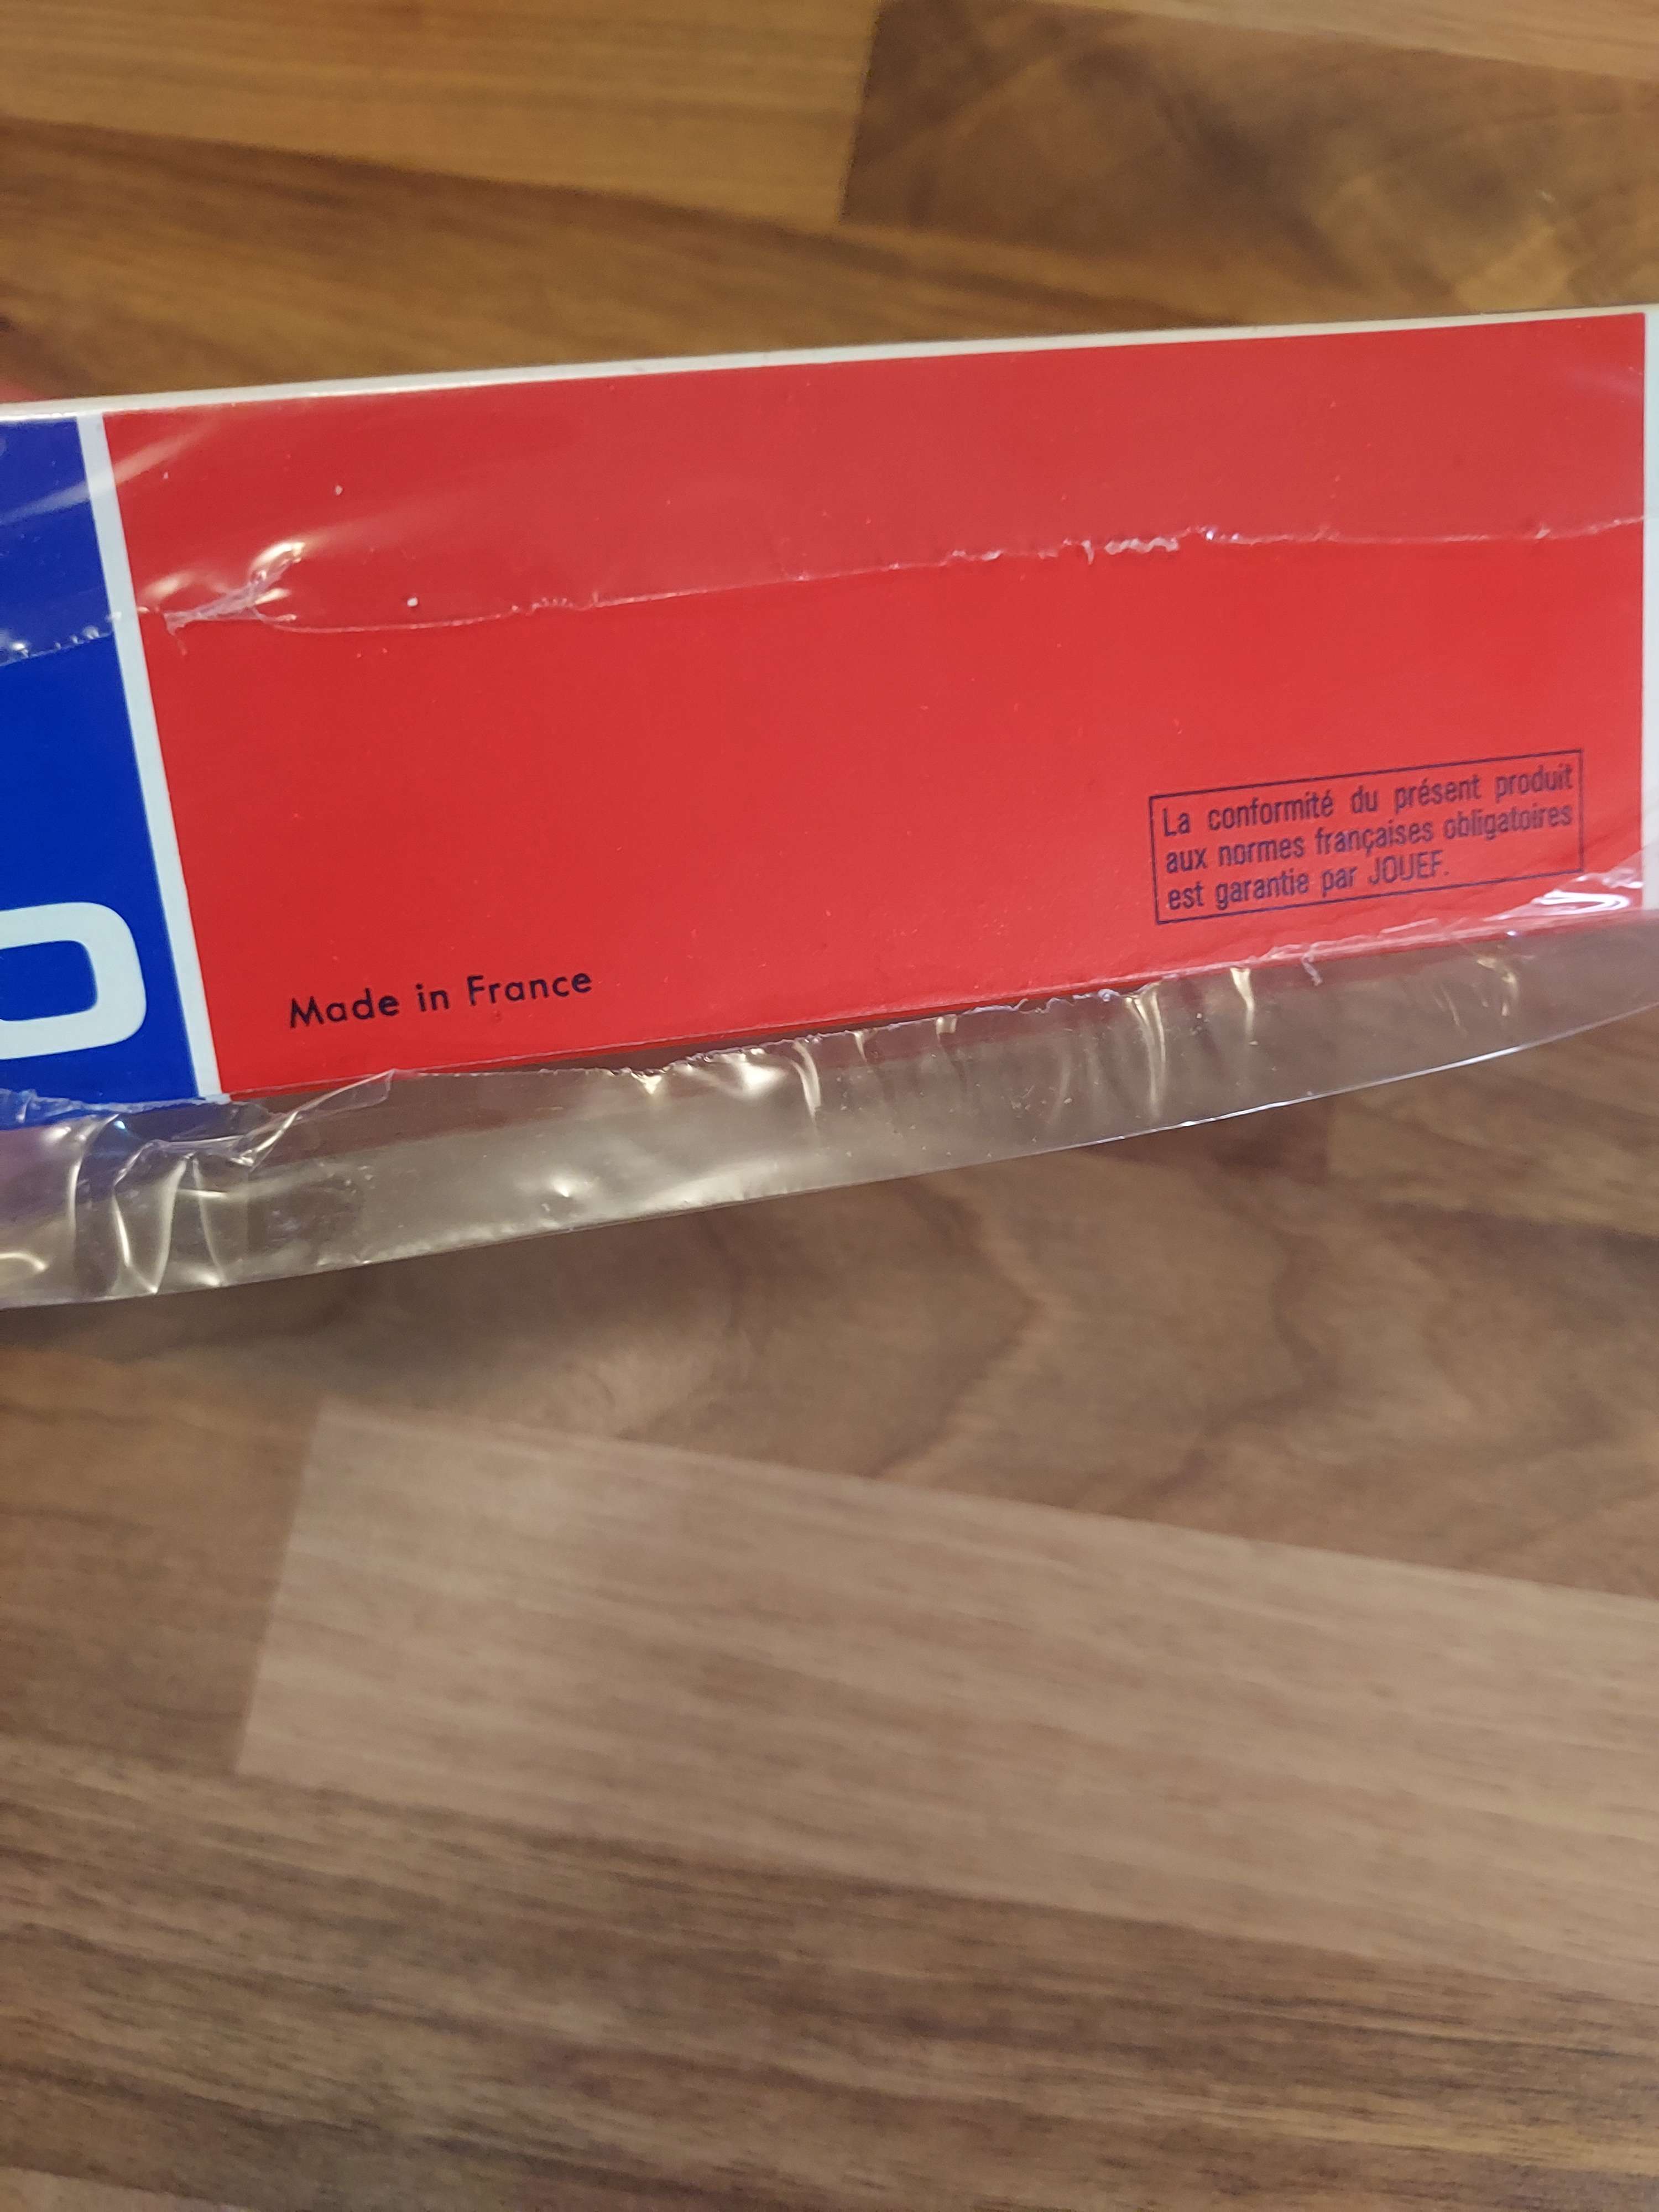 Made in France
La conformité du présent produit
aux normes françaises obligatoires
est garantie par JOUEF.